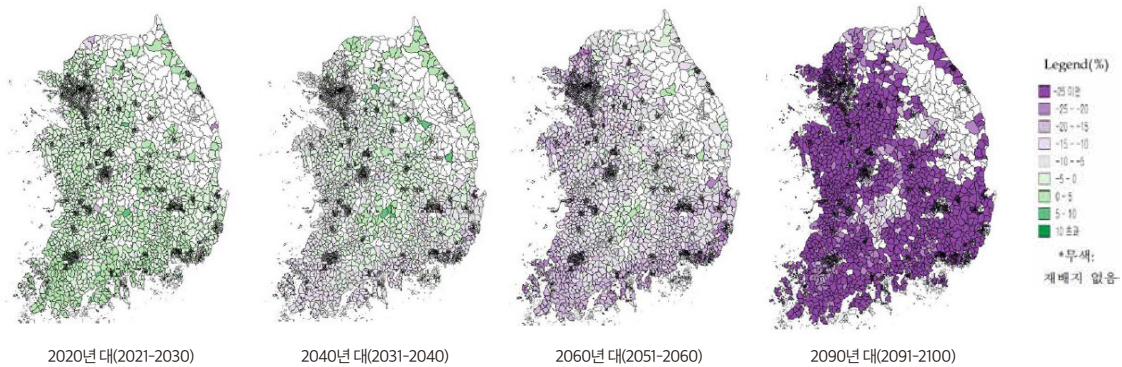 Legend(%)
-25 미만
-25 ~ -20
-20 ~ -15
-15 ~ -10
-10 ~ -5
-5 ~ 0
0 ~ 5
5 ~ 10
10 초과
*무색:
재배지 없음
2020년대(2021-2030)
2040년대(2031-2040)
2060년대(2051-2060)
2090년대(2091-2100)